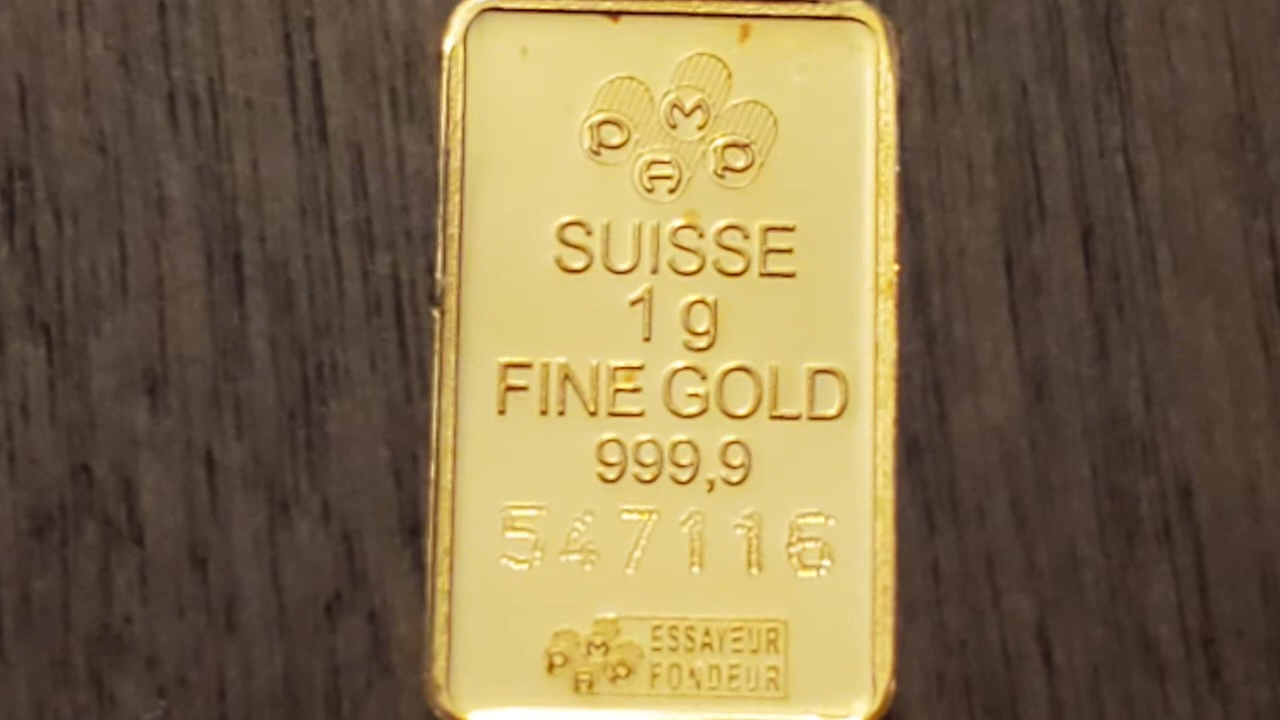 PAMP
SUISSE
1 g
FINE GOLD
999,9
547116
PAMP ESSAYEUR
FONDEUR